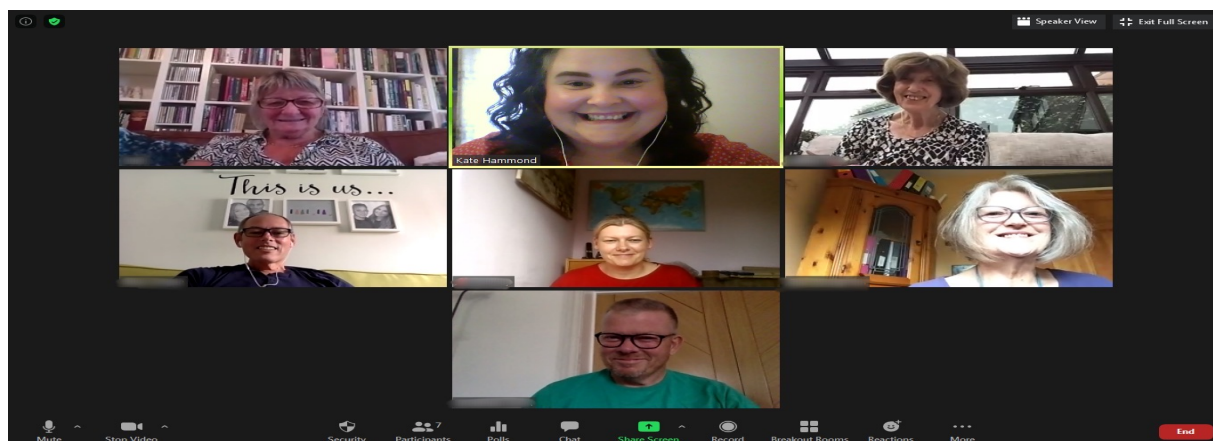 Speaker View
Exit Full Screen
Kate Hammond
This is us...
Mute
Stop Video
Security
Participants
7
Polls
Chat
Share Screen
Record
Breakout Rooms
Reactions
More
End